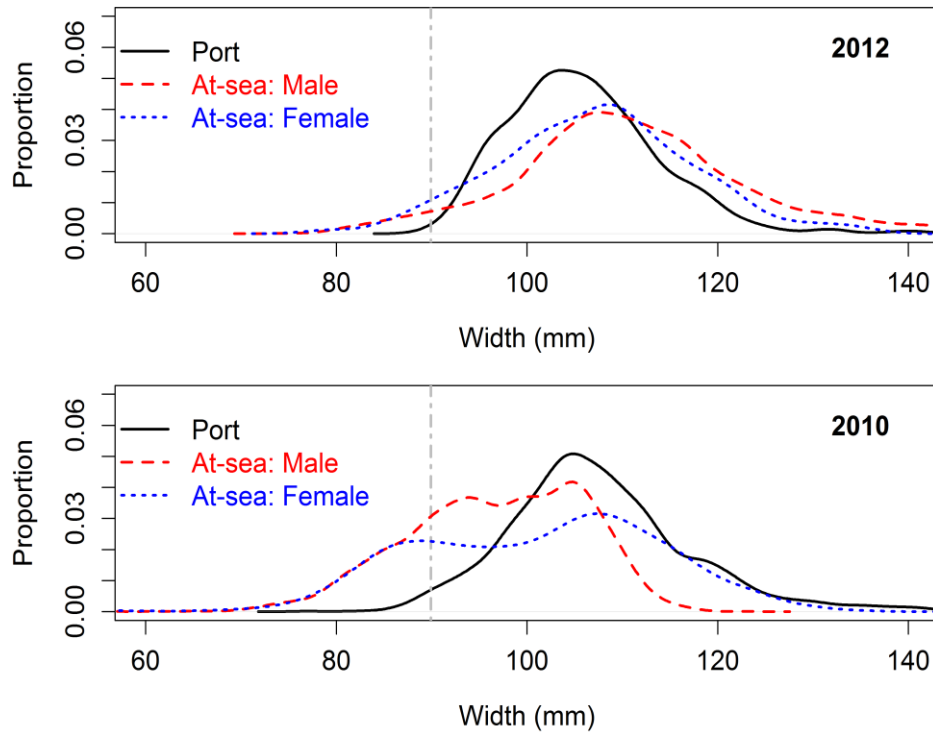 2012
Port
At-sea: Male
At-sea: Female
Proportion
0.00 0.03 0.06
60 80 100 120 140
Width (mm)
2010
Port
At-sea: Male
At-sea: Female
Proportion
0.00 0.03 0.06
60 80 100 120 140
Width (mm)